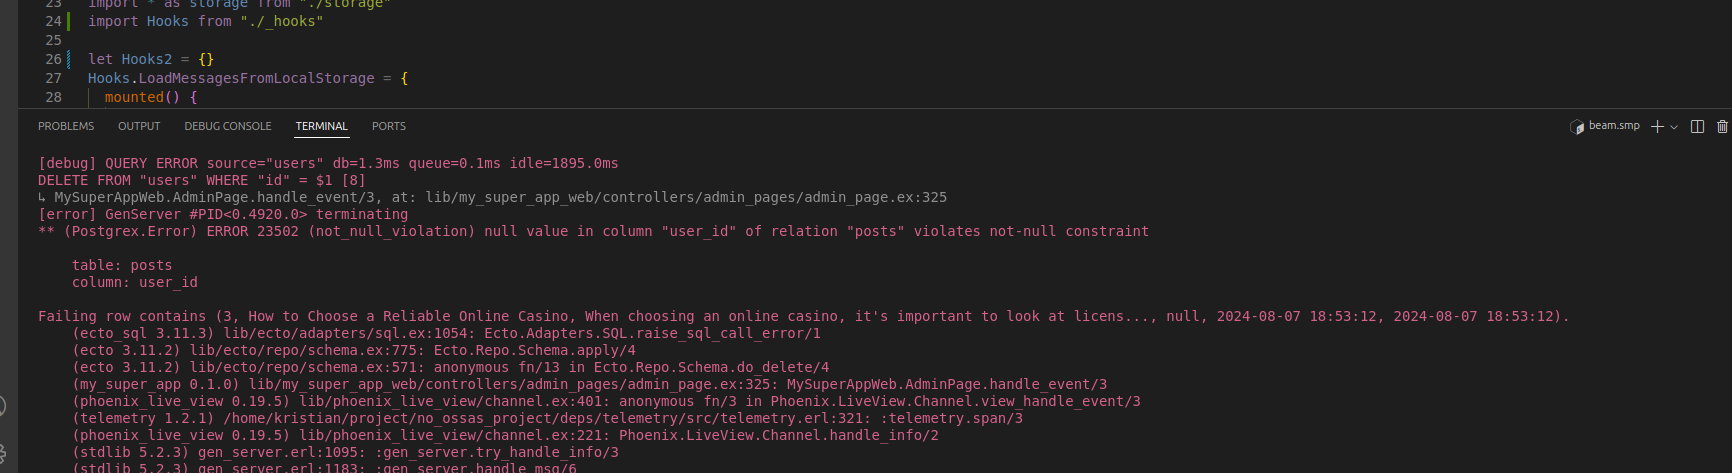 23 import * as storage from "./storage"
24 import Hooks from "./_hooks"
25
26 let Hooks2 = {}
27 Hooks.LoadMessagesFromLocalStorage = {
28 mounted() {
PROBLEMS OUTPUT DEBUG CONSOLE TERMINAL PORTS beam.smp
[debug] QUERY ERROR source="users" db=1.3ms queue=0.1ms idle=1895.0ms
DELETE FROM "users" WHERE "id" = $1 [8]
↳ MySuperAppWeb.AdminPage.handle_event/3, at: lib/my_super_app_web/controllers/admin_pages/admin_page.ex:325
[error] GenServer #PID<0.4920.0> terminating
** (Postgrex.Error) ERROR 23502 (not_null_violation) null value in column "user_id" of relation "posts" violates not-null constraint
table: posts
column: user_id
Failing row contains (3, How to Choose a Reliable Online Casino, When choosing an online casino, it's important to look at licens..., null, 2024-08-07 18:53:12, 2024-08-07 18:53:12).
(ecto_sql 3.11.3) lib/ecto/adapters/sql.ex:1054: Ecto.Adapters.SQL.raise_sql_call_error/1
(ecto 3.11.2) lib/ecto/repo/schema.ex:775: Ecto.Repo.Schema.apply/4
(ecto 3.11.2) lib/ecto/repo/schema.ex:571: anonymous fn/13 in Ecto.Repo.Schema.do_delete/4
(my_super_app 0.1.0) lib/my_super_app_web/controllers/admin_pages/admin_page.ex:325: MySuperAppWeb.AdminPage.handle_event/3
(phoenix_live_view 0.19.5) lib/phoenix_live_view/channel.ex:401: anonymous fn/3 in Phoenix.LiveView.Channel.view_handle_event/3
(telemetry 1.2.1) /home/kristian/project/no_ossas_project/deps/telemetry/src/telemetry.erl:321: :telemetry.span/3
(phoenix_live_view 0.19.5) lib/phoenix_live_view/channel.ex:221: Phoenix.LiveView.Channel.handle_info/2
(stdlib 5.2.3) gen_server.erl:1095: :gen_server.try_handle_info/3
(stdlib 5.2.3) gen_server.erl:1183: :gen_server.handle_msg/6